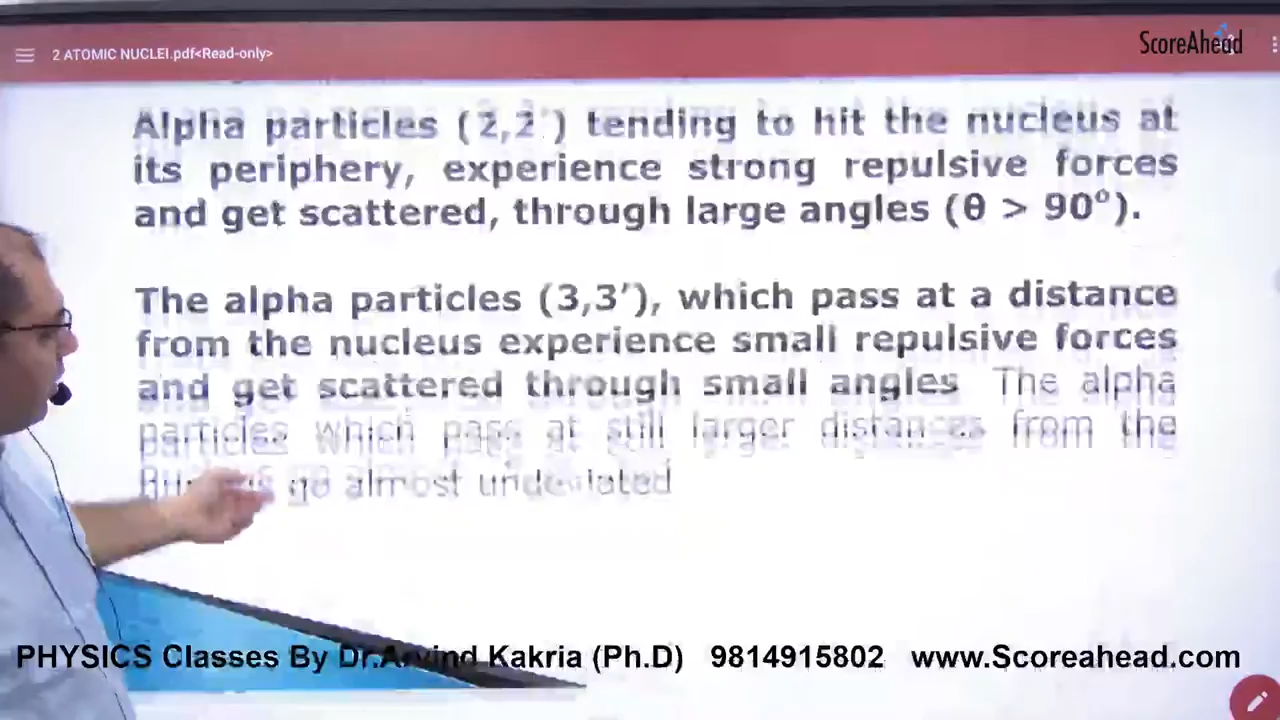 2 ATOMIC NUCLEI.pdf<Read-only>
ScoreAhead
Alpha particles (2,2') tending to hit the nucleus at
its periphery, experience strong repulsive forces
and get scattered, through large angles (θ > 90º).
The alpha particles (3,3′), which pass at a distance
from the nucleus experience small repulsive forces
and get scattered through small angles The alpha
particles which pass at still larger distances from the
go almost undeviated
PHYSICS Classes By Dr.Arvind Kakria (Ph.D) 9814915802 www.Scoreahead.com